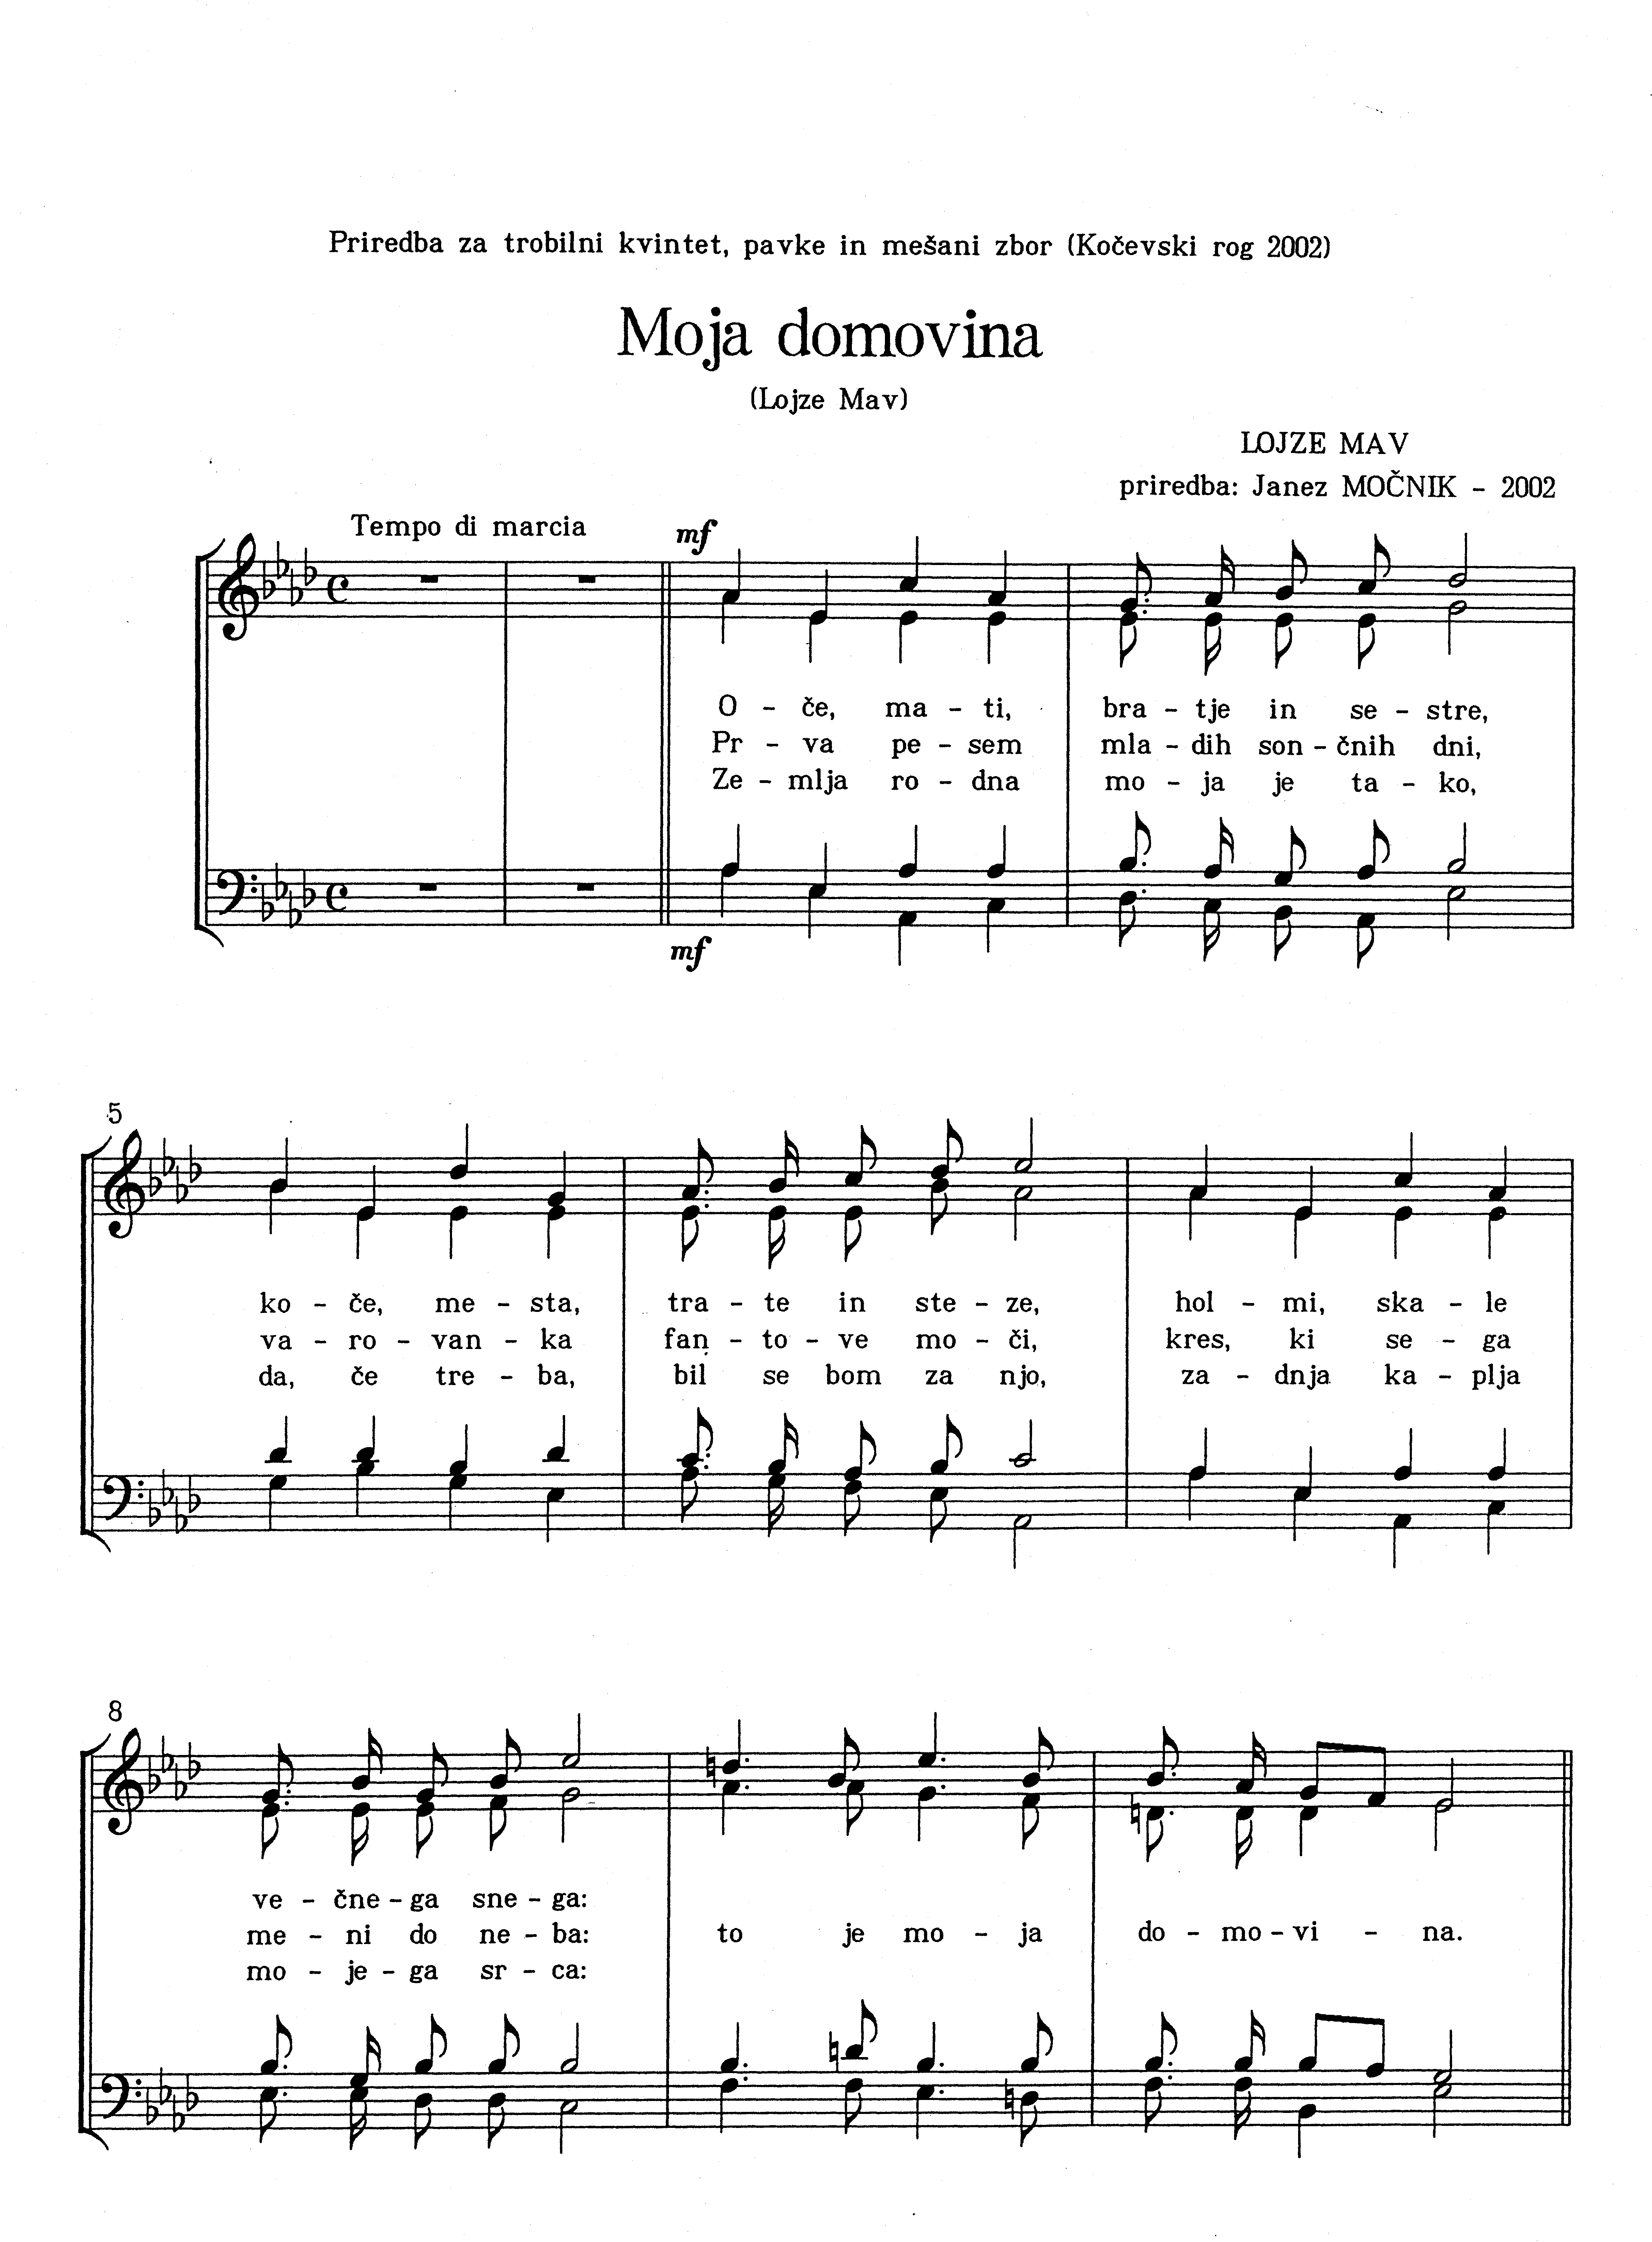 Priredba za trobilni kvintet, pavke in mešani zbor (Kočevski rog 2002)
Moja domovina
(Lojze Mav)
LOJZE MAV
priredba: Janez MOČNIK - 2002
Tempo di marcia
mf
O - če, ma - ti, bra - tje in se - stre,
Pr - va pe - sem mla - dih son - čnih dni,
Ze - mlja ro - dna mo - ja je ta - ko,
mf
5
ko - če, me - sta, tra - te in ste - ze, hol - mi, ska - le
va - ro - van - ka fan - to - ve mo - či, kres, ki se - ga
da, če tre - ba, bil se bom za njo, za - dnja ka - plja
8
ve - čne - ga sne - ga:
me - ni do ne - ba: to je mo - ja do - mo - vi - na.
mo - je - ga sr - ca: